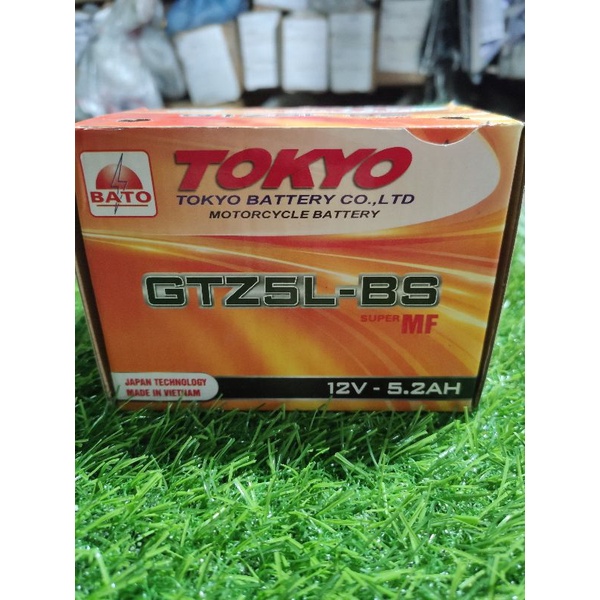 BATO
TOKYO
TOKYO BATTERY CO.,LTD
MOTORCYCLE BATTERY
GTZ5L-BS
SUPER MF
JAPAN TECHNOLOGY
MADE IN VIETNAM
12V - 5.2AH